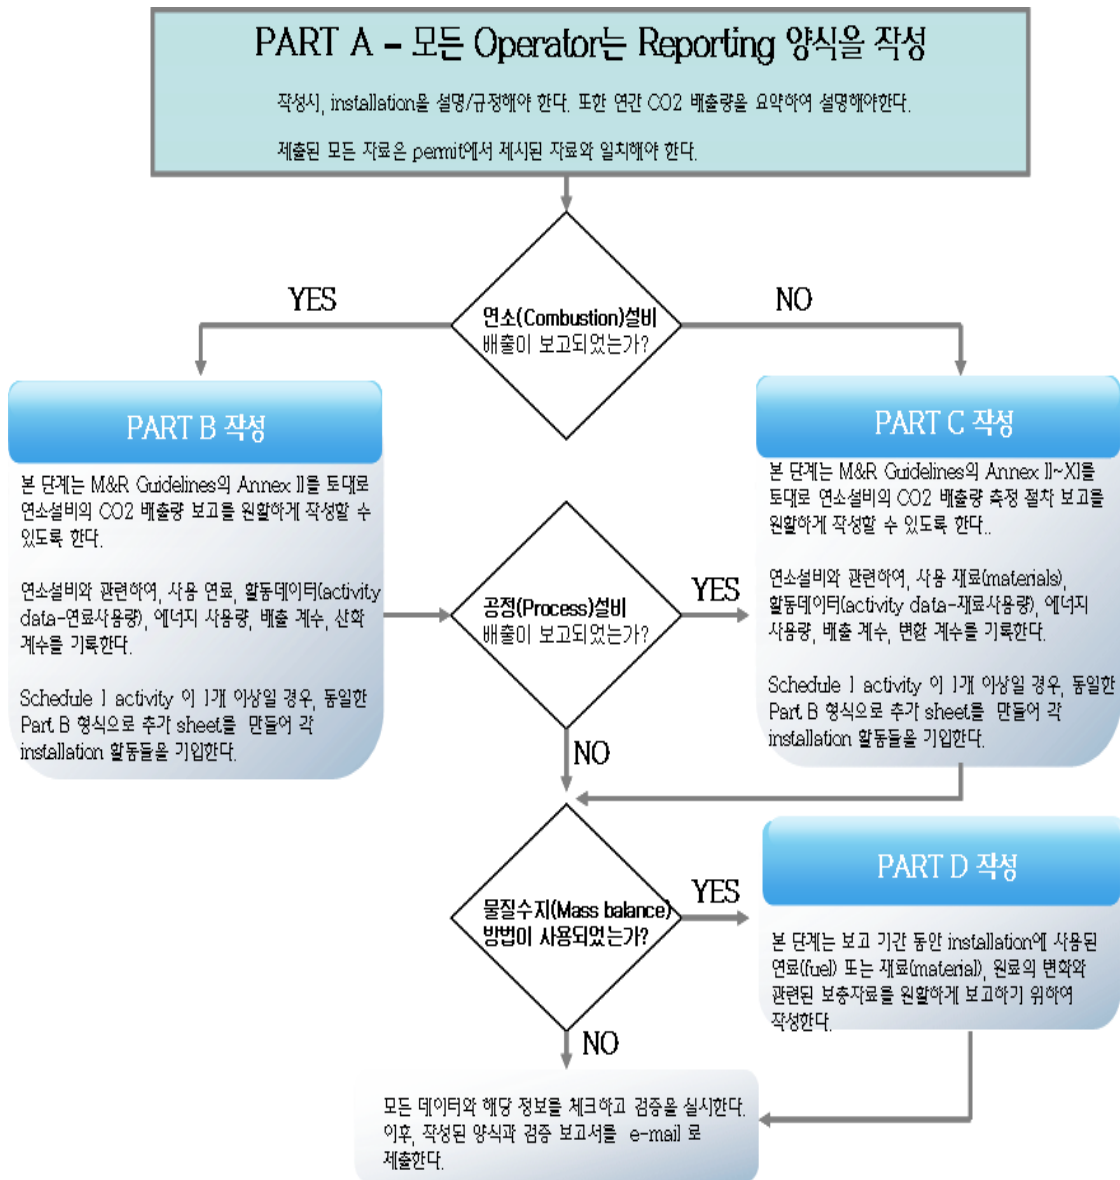 PART A - 모든 Operator는 Reporting 양식을 작성
작성시, installation을 설명/규정해야 한다. 또한 연간 CO2 배출량을 요약하여 설명해야한다.
제출된 모든 자료은 permit에서 제시된 자료와 일치해야 한다.
YES
NO
연소(Combustion)설비
배출이 보고되었는가?
PART B 작성
본 단계는 M&R Guidelines의 Annex II를 토대로
연소설비의 CO2 배출량 보고를 원활하게 작성할 수
있도록 한다.
연소설비와 관련하여, 사용 연료, 활동데이터(activity
data-연료사용량), 에너지 사용량, 배출 계수, 산화
계수를 기록한다.
Schedule 1 activity 이 1개 이상일 경우, 동일한
Part B 형식으로 추가 sheet를 만들어 각
installation 활동들을 기입한다.
PART C 작성
본 단계는 M&R Guidelines의 Annex II~XI를
토대로 연소설비의 CO2 배출량 측정 절차 보고를
원활하게 작성할 수 있도록 한다..
연소설비와 관련하여, 사용 재료(materials),
활동데이터(activity data-재료사용량), 에너지
사용량, 배출 계수, 변환 계수를 기록한다.
Schedule 1 activity 이 1개 이상일 경우, 동일한
Part B 형식으로 추가 sheet를 만들어 각
installation 활동들을 기입한다.
공정(Process)설비
배출이 보고되었는가?
YES
NO
물질수지(Mass balance)
방법이 사용되었는가?
YES
NO
PART D 작성
본 단계는 보고 기간 동안 installation에 사용된
연료(fuel) 또는 재료(material), 원료의 변화와
관련된 보충자료를 원활하게 보고하기 위하여
작성한다.
모든 데이터와 해당 정보를 체크하고 검증을 실시한다.
이후, 작성된 양식과 검증 보고서를 e-mail 로
제출한다.